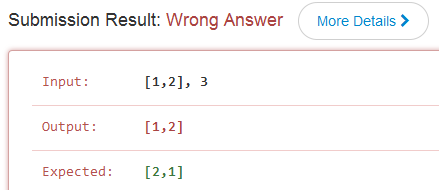 Submission Result: Wrong Answer More Details
Input: [1,2], 3
Output: [1,2]
Expected: [2,1]